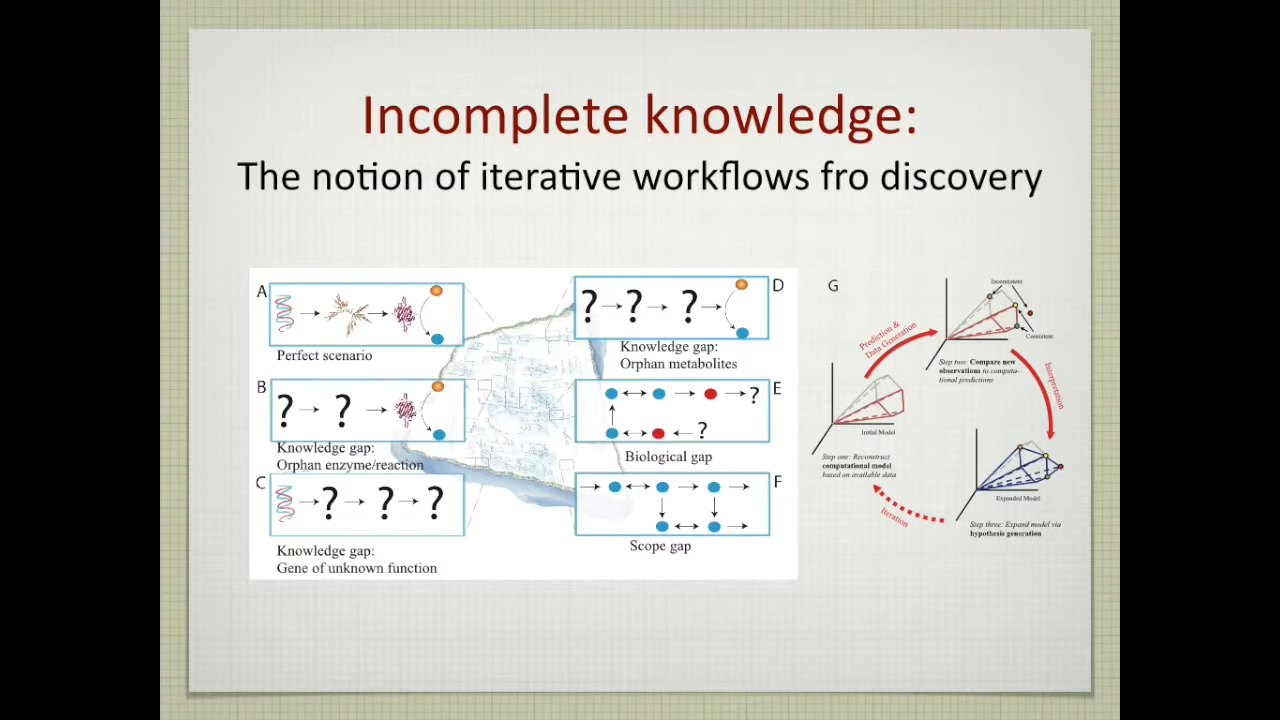 Incomplete knowledge:
The notion of iterative workflows fro discovery
A
Perfect scenario
B
? ?
Knowledge gap:
Orphan enzyme/reaction
C
? ? ?
Knowledge gap:
Gene of unknown function
D
? ? ?
Knowledge gap:
Orphan metabolites
E
?
?
Biological gap
F
Scope gap
G
Initial Model
Step one: Reconstruct
computational model
based on available data
Prediction &
Data Generation
Inconsistent
Consistent
Step two: Compare new
observations to computa-
tional predictions
Interpretation
Expanded Model
Step three: Expand model via
hypothesis generation
Iteration